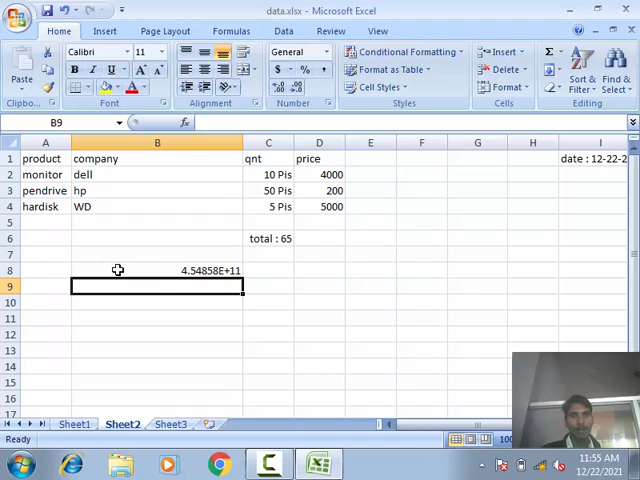 data.xlsx - Microsoft Excel
Home Insert Page Layout Formulas Data Review View
Calibri 11 General Conditional Formatting Insert Σ
Paste B I U A A $ % , Format as Table Delete Sort & Find &
Cell Styles Format Filter Select
Clipboard Font Alignment Number Styles Cells Editing
B9 fx
A B C D E F G H I
1 product company qnt price date : 12-22-2
2 monitor dell 10 Pis 4000
3 pendrive hp 50 Pis 200
4 hardisk WD 5 Pis 5000
5
6 total : 65
7
8 4.54858E+11
9
10
11
12
13
14
15
16
17
Sheet1 Sheet2 Sheet3
Ready 100
11:55 AM
12/22/2021